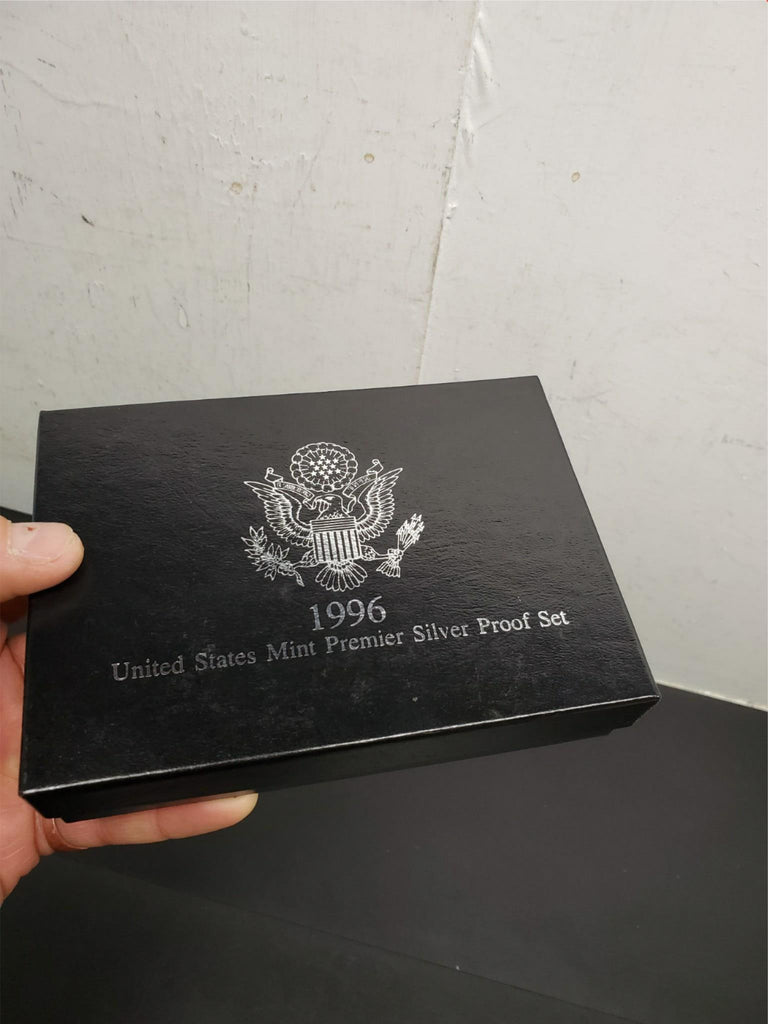 1996
United States Mint Premier Silver Proof Set